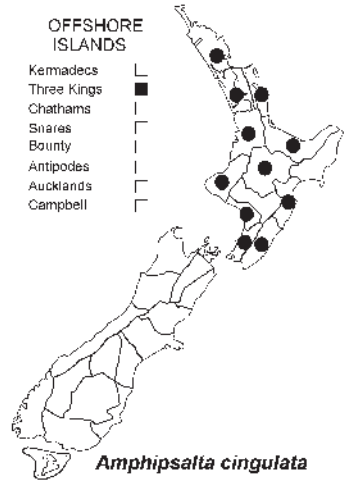 OFFSHORE
ISLANDS
Kermadecs
Three Kings
Chathams
Snares
Bounty
Antipodes
Aucklands
Campbell
Amphipsalta cingulata